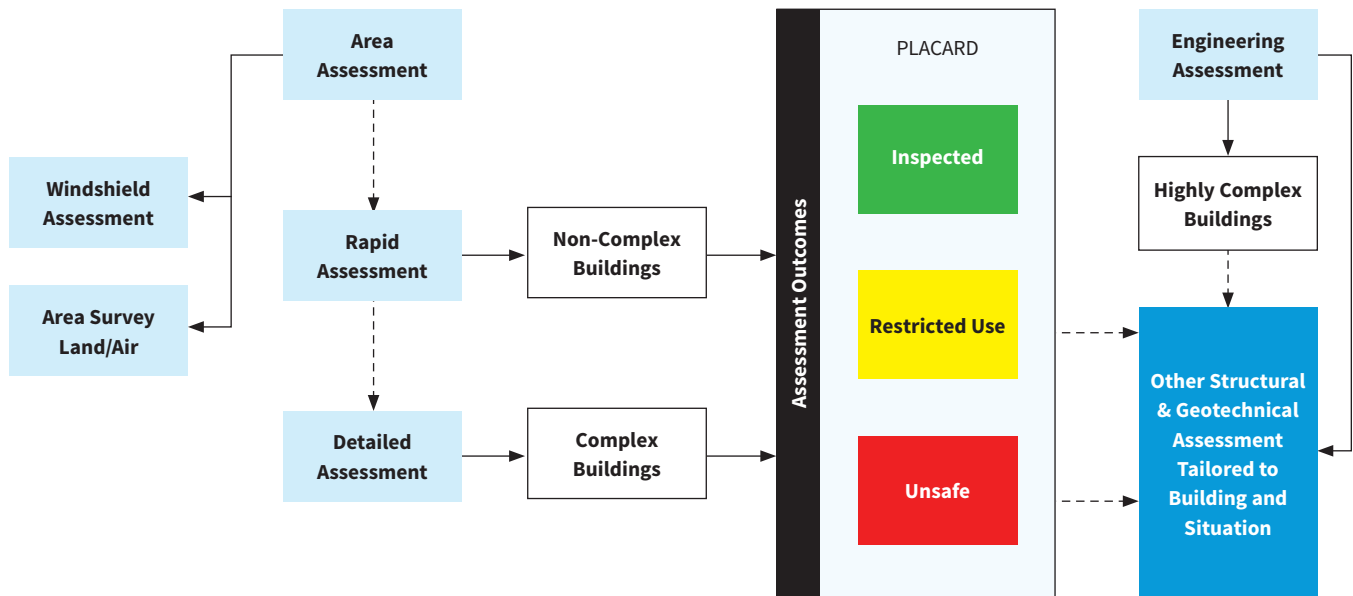 Area
Assessment
Windshield
Assessment
Area Survey
Land/Air
Rapid
Assessment
Detailed
Assessment
Non-Complex
Buildings
Complex
Buildings
Assessment Outcomes
PLACARD
Inspected
Restricted Use
Unsafe
Engineering
Assessment
Highly Complex
Buildings
Other Structural
& Geotechnical
Assessment
Tailored to
Building and
Situation